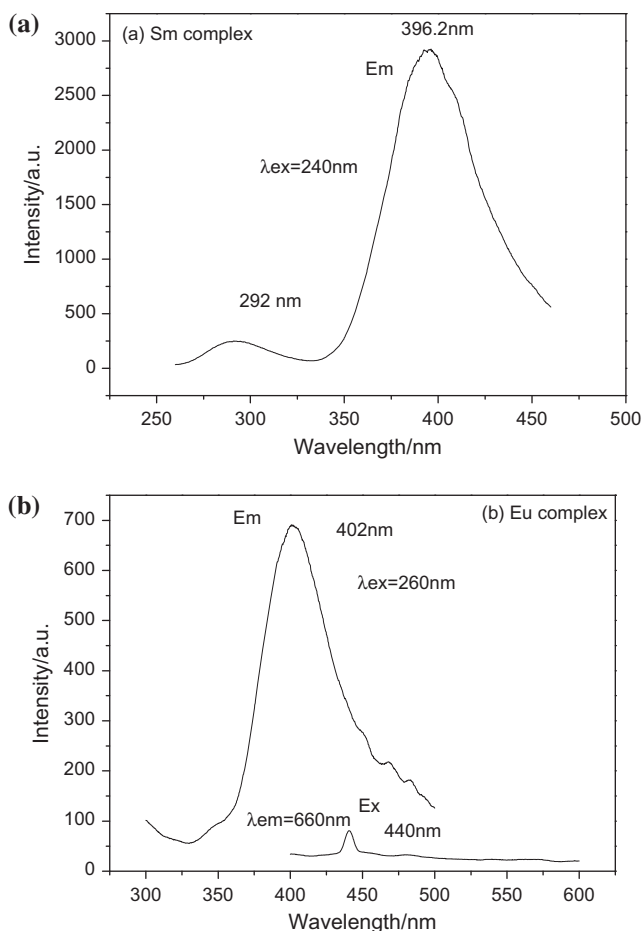 (a)
(a) Sm complex
396.2nm
Em
λex=240nm
292 nm
Intensity/a.u.
3000
2500
2000
1500
1000
500
0
250 300 350 400 450 500
Wavelength/nm
(b)
(b) Eu complex
Em
402nm
λex=260nm
λem=660nm
Ex
440nm
Intensity/a.u.
700
600
500
400
300
200
100
0
300 350 400 450 500 550 600
Wavelength/nm